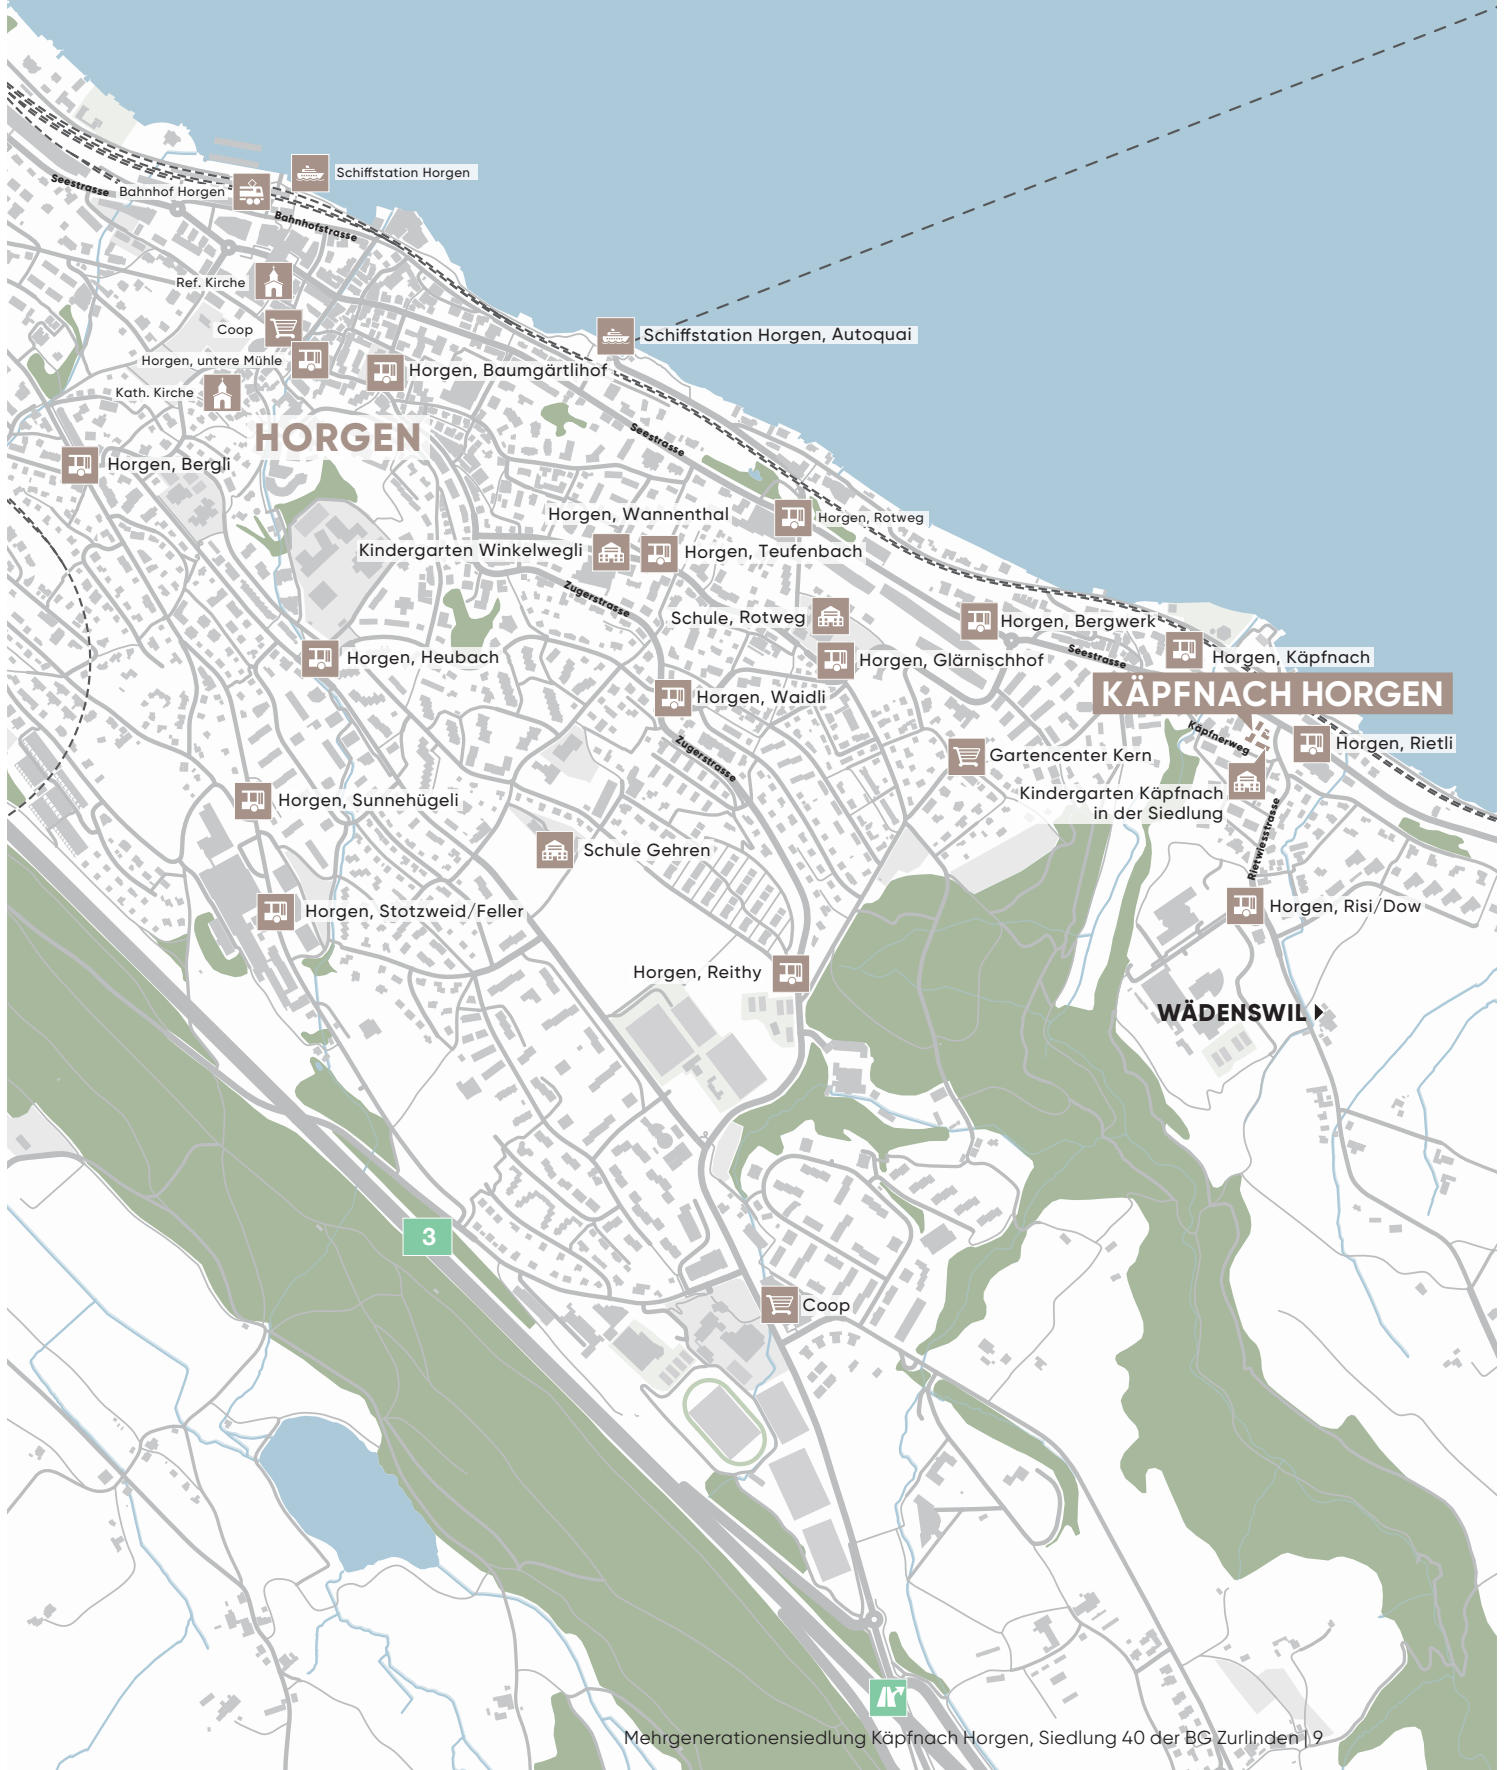 Schiffstation Horgen
Seestrasse
Bahnhof Horgen
Bahnhofstrasse
Ref. Kirche
Coop
Schiffstation Horgen, Autoquai
Horgen, untere Mühle
Horgen, Baumgärtlihof
Kath. Kirche
HORGEN
Seestrasse
Horgen, Bergli
Horgen, Wannenthal
Horgen, Rotweg
Kindergarten Winkelwegli
Horgen, Teufenbach
Zugerstrasse
Schule, Rotweg
Horgen, Bergwerk
Seestrasse
Horgen, Heubach
Horgen, Glärnischhof
Horgen, Käpfnach
KÄPFNACH HORGEN
Horgen, Waidli
Käpfnerweg
Horgen, Rietli
Zugerstrasse
Gartencenter Kern
Kindergarten Käpfnach
in der Siedlung
Horgen, Sunnehügeli
Rietwiesstrasse
Schule Gehren
Horgen, Stotzweid/Feller
Horgen, Risi/Dow
Horgen, Reithy
WÄDENSWIL
3
Coop
Mehrgenerationensiedlung Käpfnach Horgen, Siedlung 40 der BG Zurlinden | 9